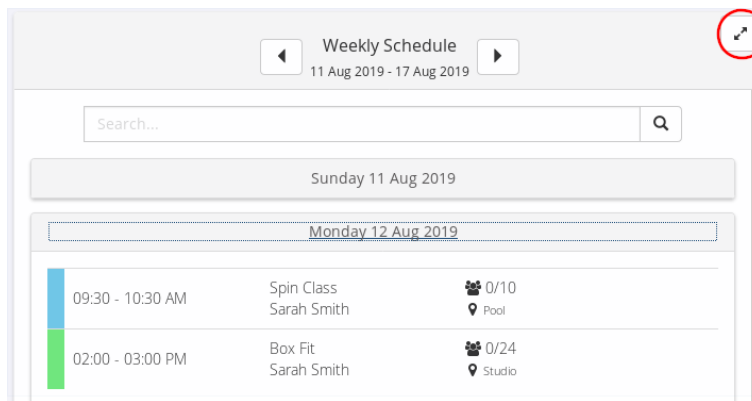 Weekly Schedule
11 Aug 2019 - 17 Aug 2019
Search...
Sunday 11 Aug 2019
Monday 12 Aug 2019
09:30 - 10:30 AM
Spin Class
Sarah Smith
0/10
Pool
02:00 - 03:00 PM
Box Fit
Sarah Smith
0/24
Studio